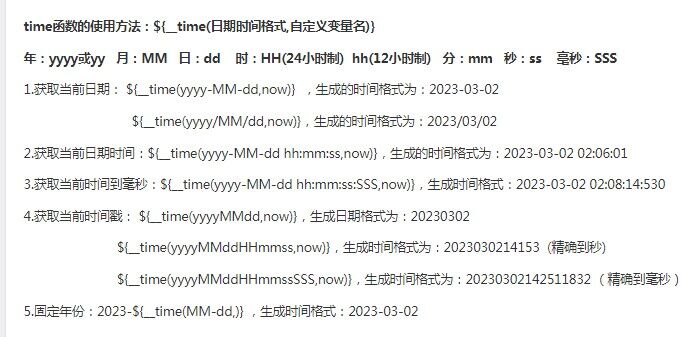 time函数的使用方法：${__time(日期时间格式,自定义变量名)}
年：yyyy或yy 月：MM 日：dd 时：HH(24小时制) hh(12小时制) 分：mm 秒：ss 毫秒：SSS
1.获取当前日期： ${__time(yyyy-MM-dd,now)} ，生成的时间格式为：2023-03-02
${__time(yyyy/MM/dd,now)}，生成的时间格式为：2023/03/02
2.获取当前日期时间：${__time(yyyy-MM-dd hh:mm:ss,now)}，生成的时间格式为：2023-03-02 02:06:01
3.获取当前时间到毫秒：${__time(yyyy-MM-dd hh:mm:ss:SSS,now)}，生成时间格式：2023-03-02 02:08:14:530
4.获取当前时间戳： ${__time(yyyyMMdd,now)}，生成日期格式为：20230302
${__time(yyyyMMddHHmmss,now)}，生成时间格式为：2023030214153（精确到秒）
${__time(yyyyMMddHHmmssSSS,now)}，生成时间格式为：20230302142511832（ 精确到毫秒 ）
5.固定年份：2023-${__time(MM-dd,)} ，生成时间格式：2023-03-02